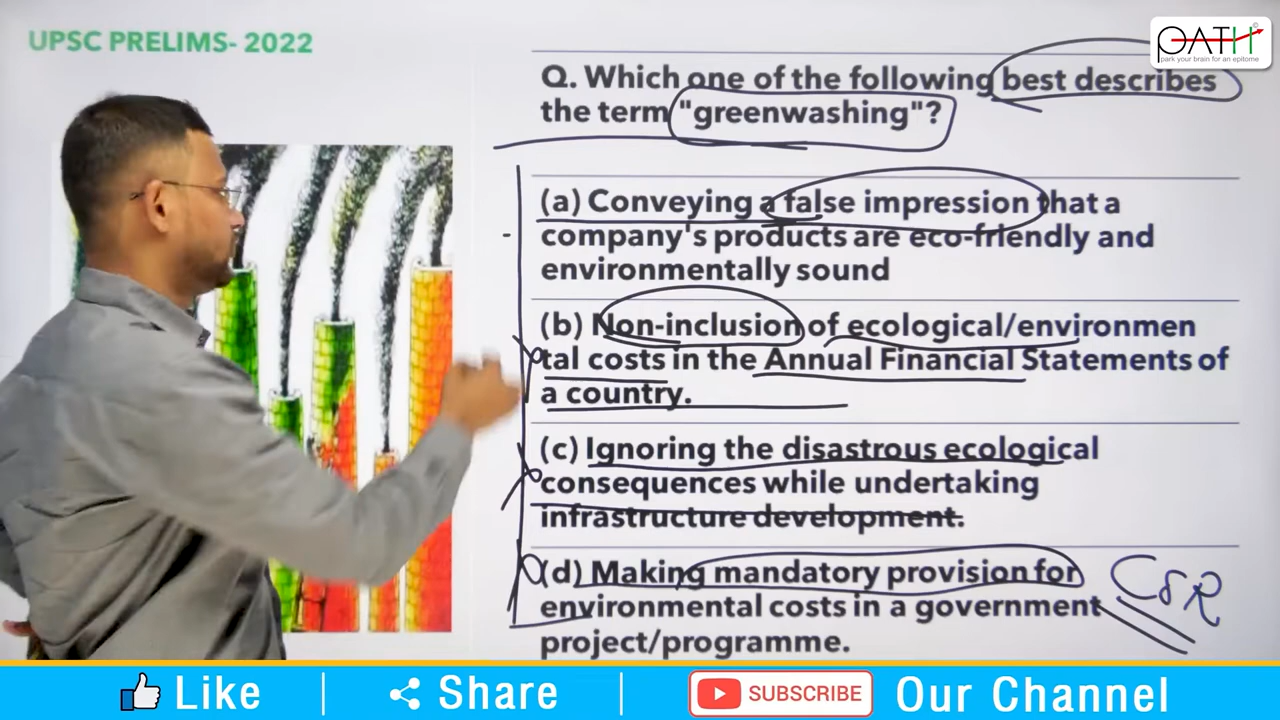 UPSC PRELIMS- 2022
PATH
park your brain for an epitome
Q. Which one of the following best describes
the term "greenwashing"?
(a) Conveying a false impression that a
company's products are eco-friendly and
environmentally sound
(b) Non-inclusion of ecological/environmen
tal costs in the Annual Financial Statements of
a country.
(c) Ignoring the disastrous ecological
consequences while undertaking
infrastructure development.
(d) Making mandatory provision for
environmental costs in a government
project/programme.
CSR
Like
Share
SUBSCRIBE
Our Channel